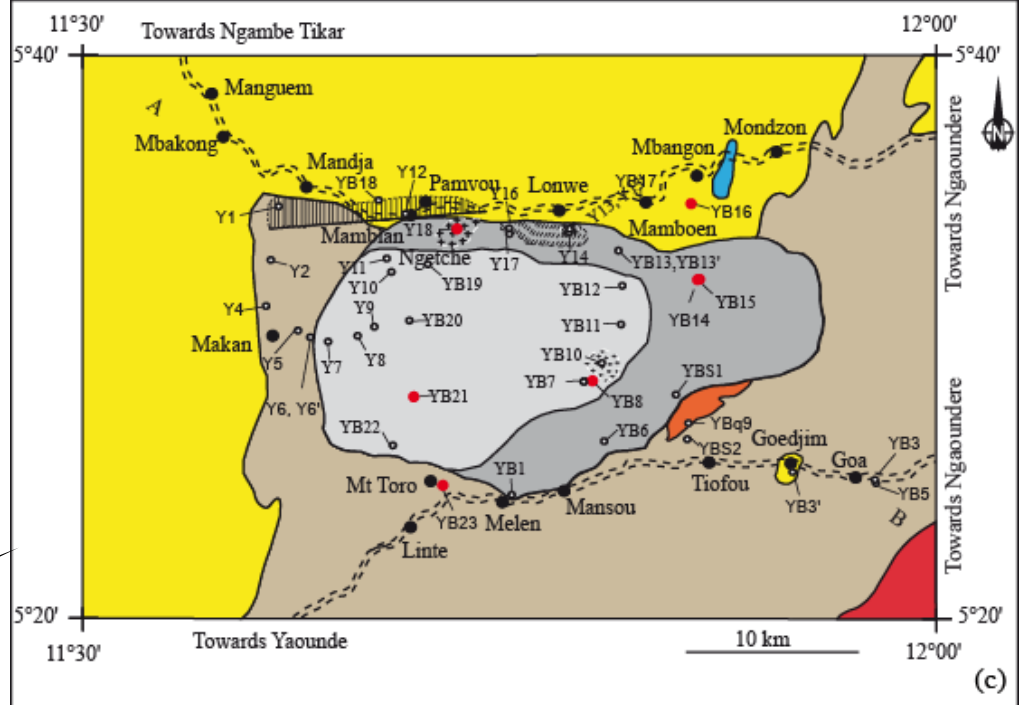 11°30'
Towards Ngambe Tikar
12°00'
5°40'
5°40'
Manguem
A
Mbakong
Mondzon
Mbangon
Towards Ngaoundere
N
Mandja
Y12
YB18
Pamvou
Y16
Lonwe
YB17
Y1
YB16
Y18
Mambian
Mamboen
Ngetche
Y17
Y14
YB13,YB13'
Y2
Y11
Y10
YB19
YB12
YB15
YB14
Y4
Y9
YB20
YB11
Makan
Y5
Y7
Y8
YB10
YB7
YB8
YBS1
Y6, Y6'
YB21
YBq9
YB22
YB6
YBS2
Goedjim
Goa
YB3
Towards Ngaoundere
Mt Toro
YB1
Tiofou
YB3'
YB5
YB23
Melen
Mansou
B
Linte
5°20'
5°20'
11°30'
Towards Yaounde
10 km
12°00'
(c)